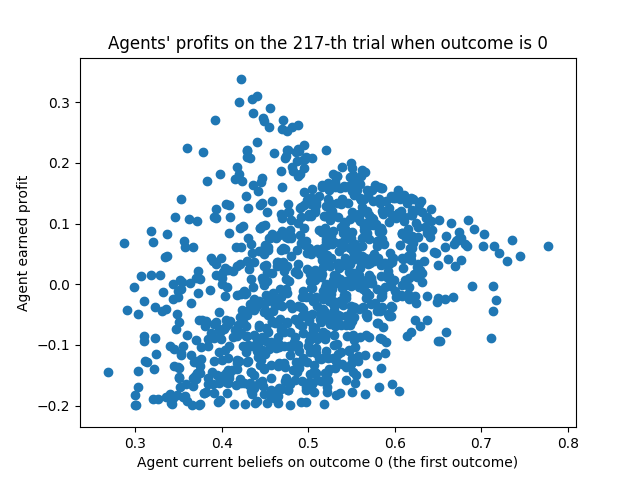 Agents' profits on the 217-th trial when outcome is 0
Agent earned profit
0.3
0.2
0.1
0.0
−0.1
−0.2
0.3 0.4 0.5 0.6 0.7 0.8
Agent current beliefs on outcome 0 (the first outcome)